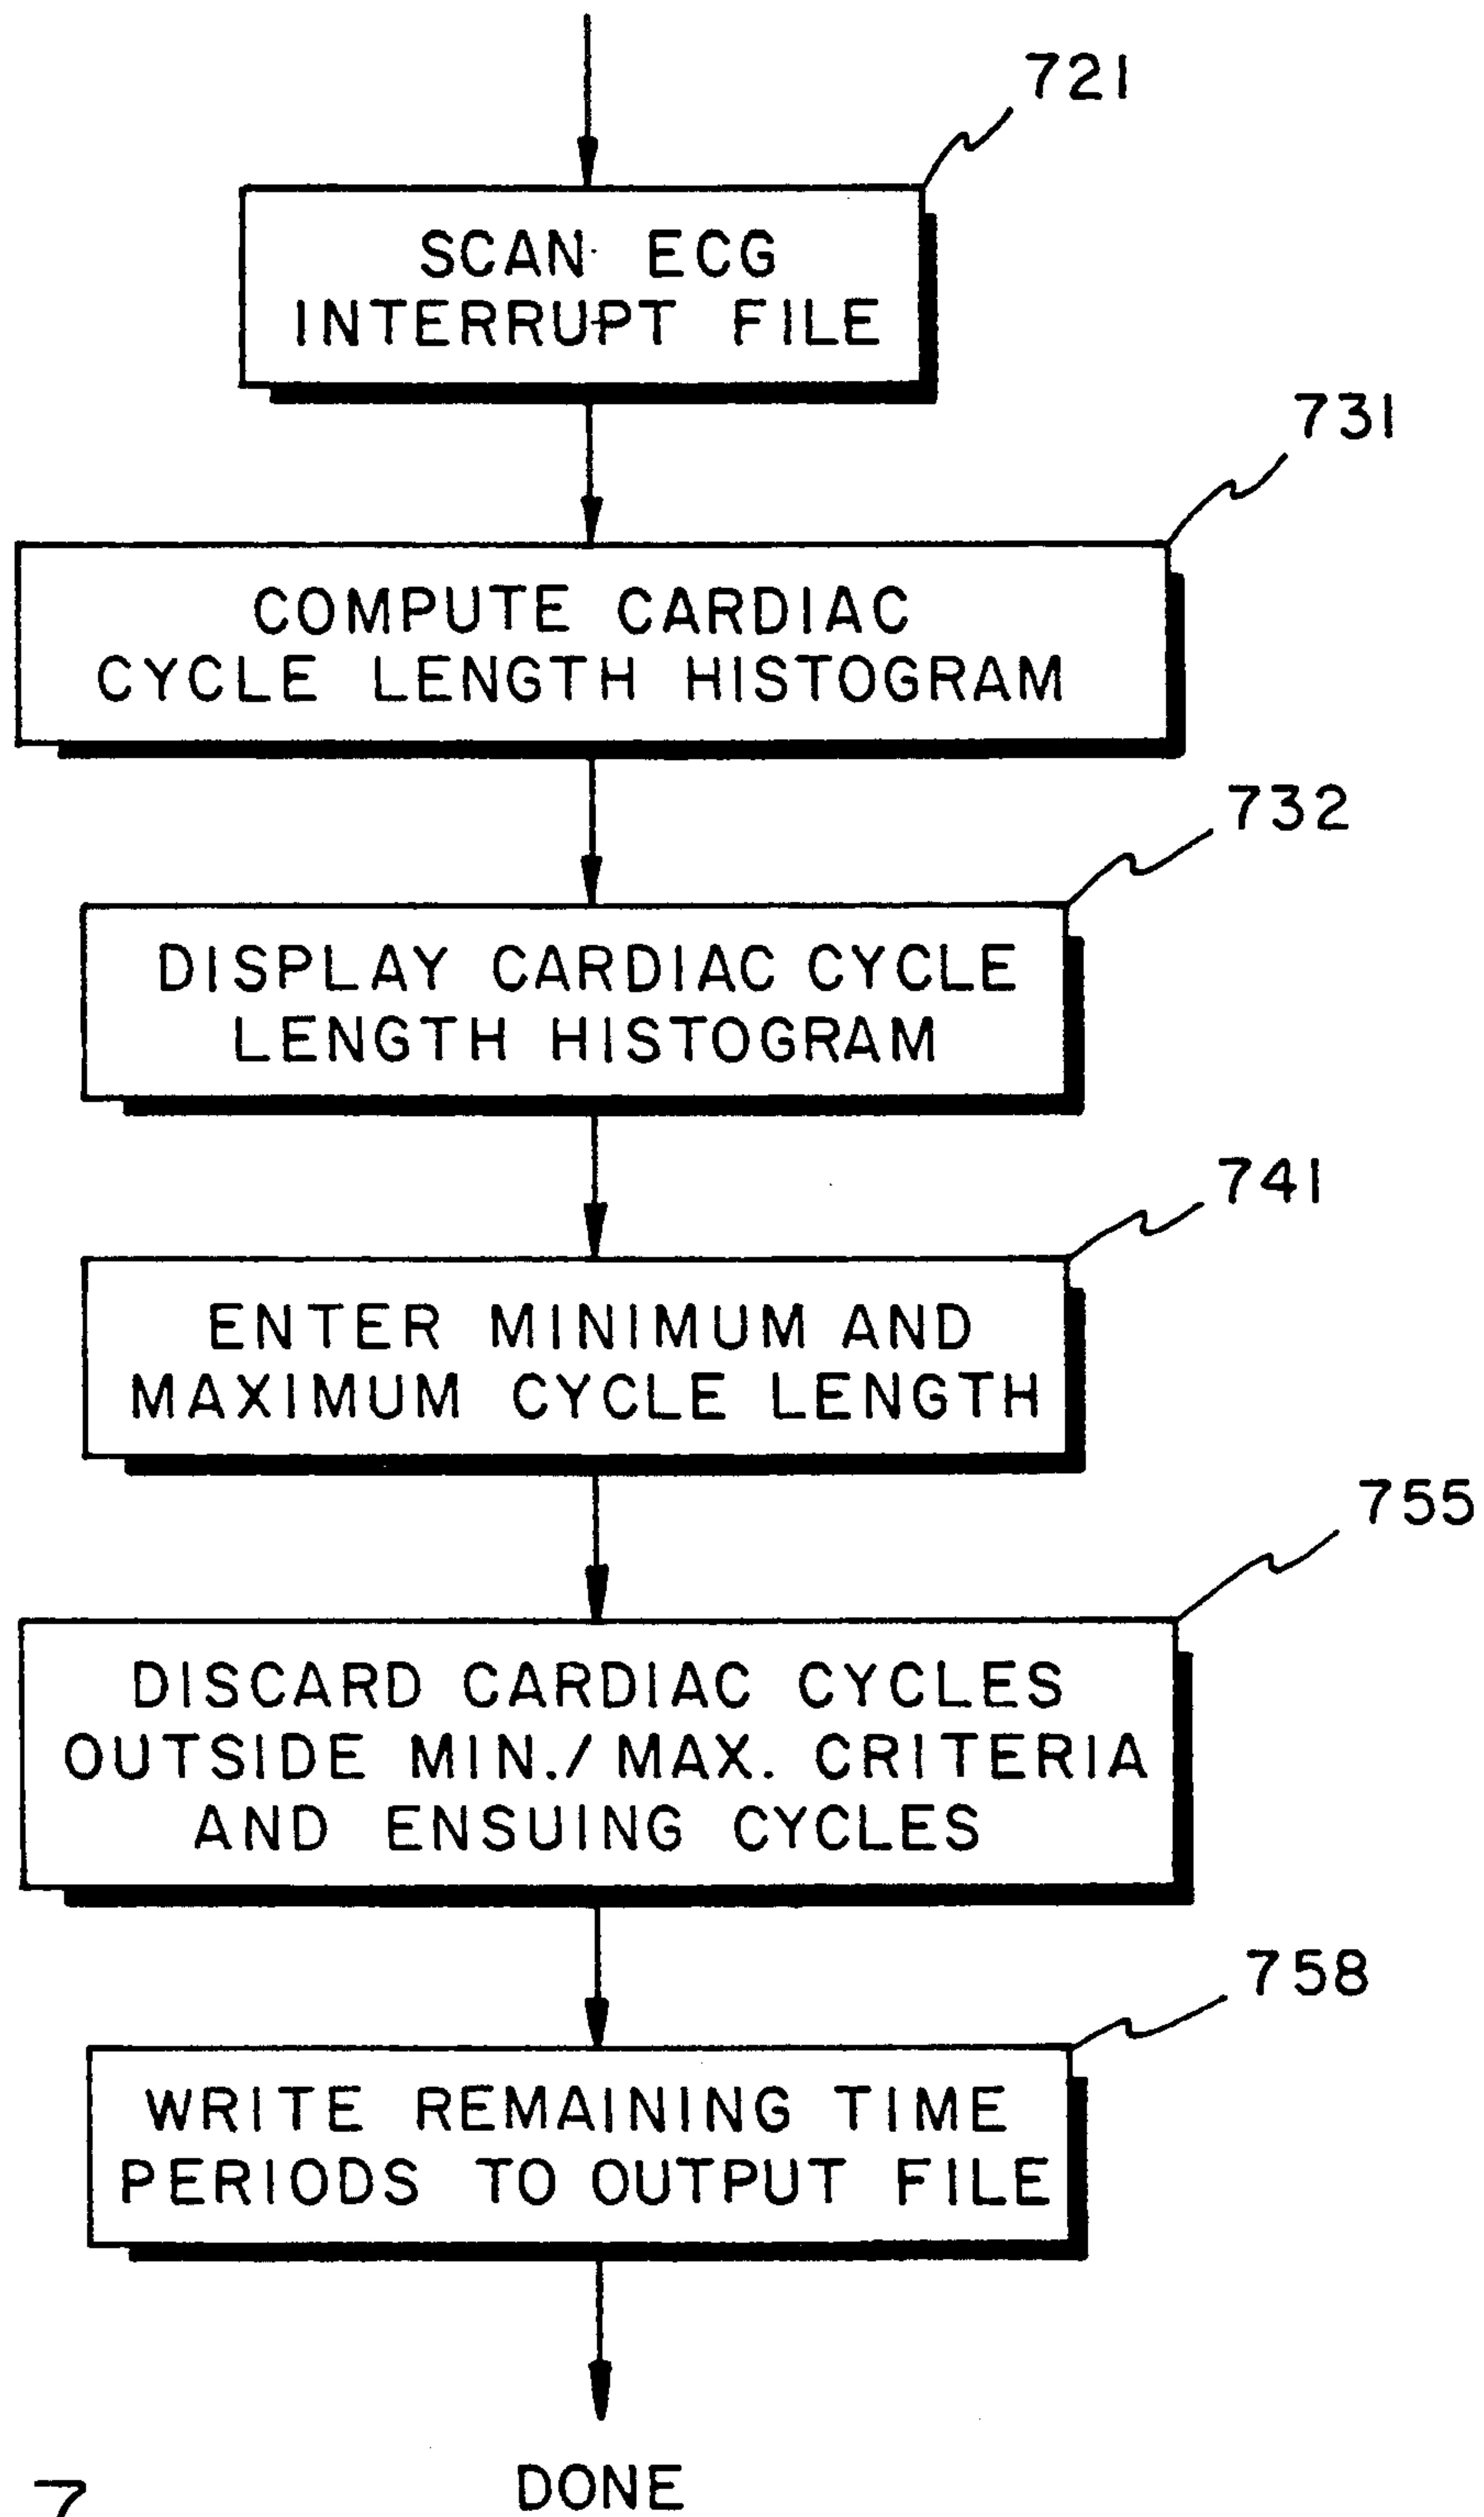 721
SCAN ECG
INTERRUPT FILE
731
COMPUTE CARDIAC
CYCLE LENGTH HISTOGRAM
732
DISPLAY CARDIAC CYCLE
LENGTH HISTOGRAM
741
ENTER MINIMUM AND
MAXIMUM CYCLE LENGTH
755
DISCARD CARDIAC CYCLES
OUTSIDE MIN./MAX. CRITERIA
AND ENSUING CYCLES
758
WRITE REMAINING TIME
PERIODS TO OUTPUT FILE
DONE
7